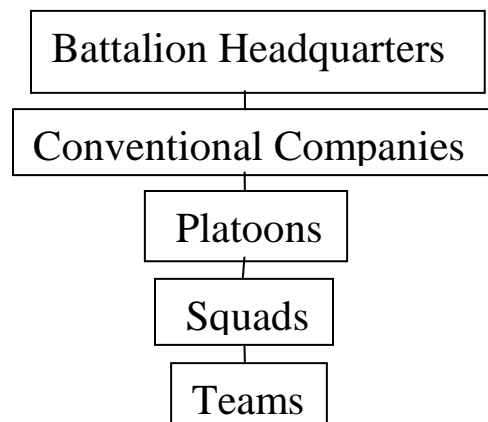 Battalion Headquarters
Conventional Companies
Platoons
Squads
Teams